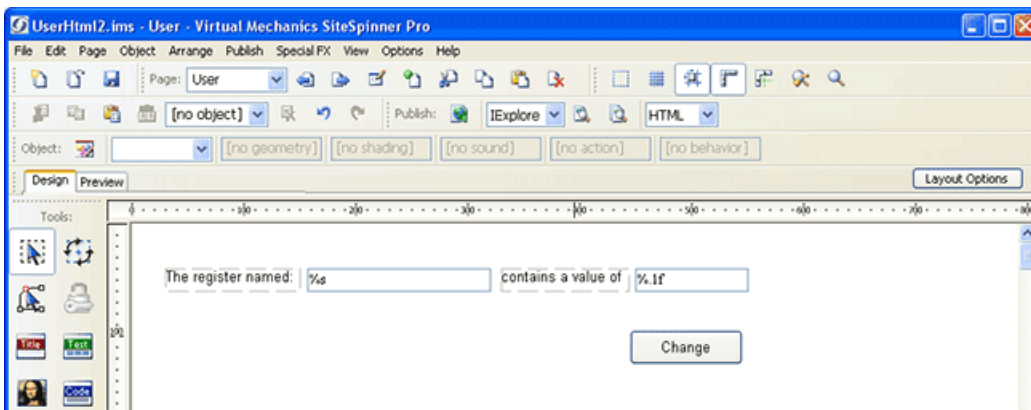 UserHtml2.ims - User - Virtual Mechanics SiteSpinner Pro
File Edit Page Object Arrange Publish Special FX View Options Help
Page: User
[no object] Publish: IExplore HTML
Object: [no geometry] [no shading] [no sound] [no action] [no behavior]
Design Preview Layout Options
Tools: 0 100 200 300 400 500 600 700
The register named: %s contains a value of %.1f
Change
Title Text
Code